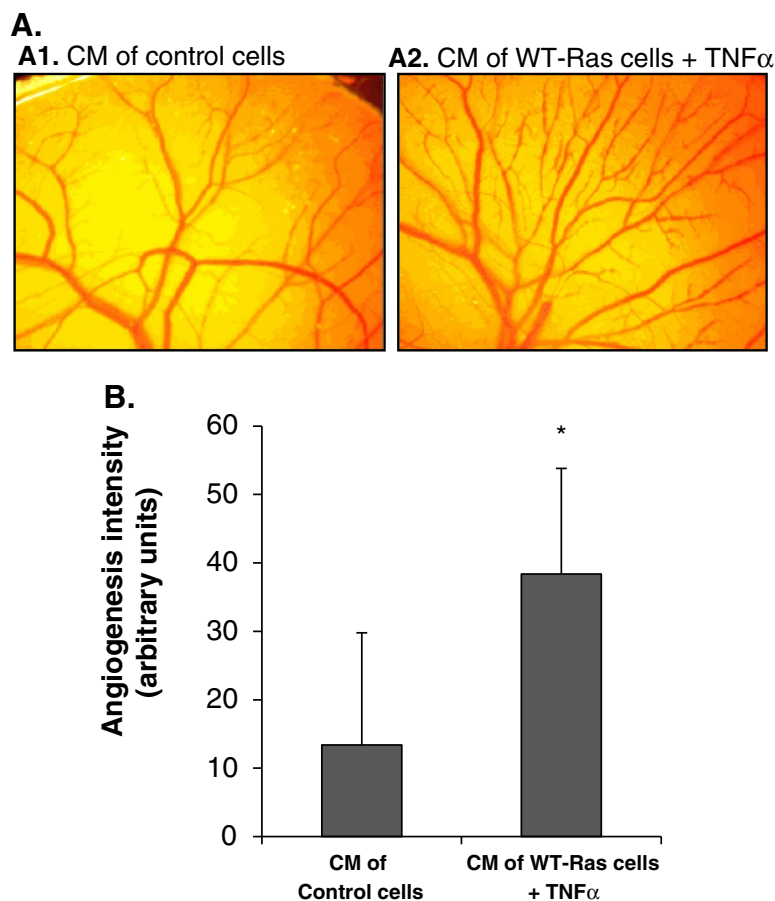 A.
A1. CM of control cells
A2. CM of WT-Ras cells + TNFα
B.
Angiogenesis intensity
(arbitrary units)
60
50
40
30
20
10
0
*
CM of
Control cells
CM of WT-Ras cells
+ TNFα